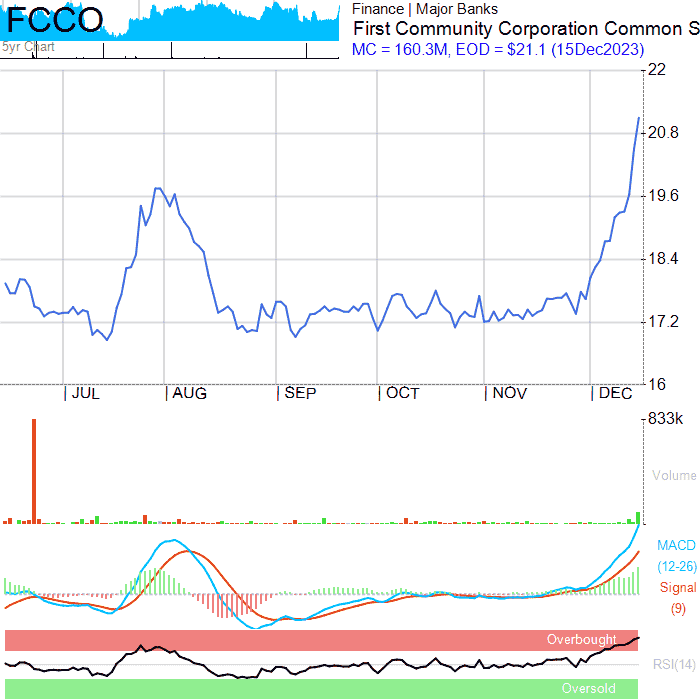 FCCO
5yr Chart
Finance | Major Banks
First Community Corporation Common S
MC = 160.3M, EOD = $21.1 (15Dec2023)
22
20.8
19.6
18.4
17.2
16
JUL AUG SEP OCT NOV DEC
833k
Volume
MACD
(12-26)
Signal
(9)
Overbought
RSI(14)
Oversold